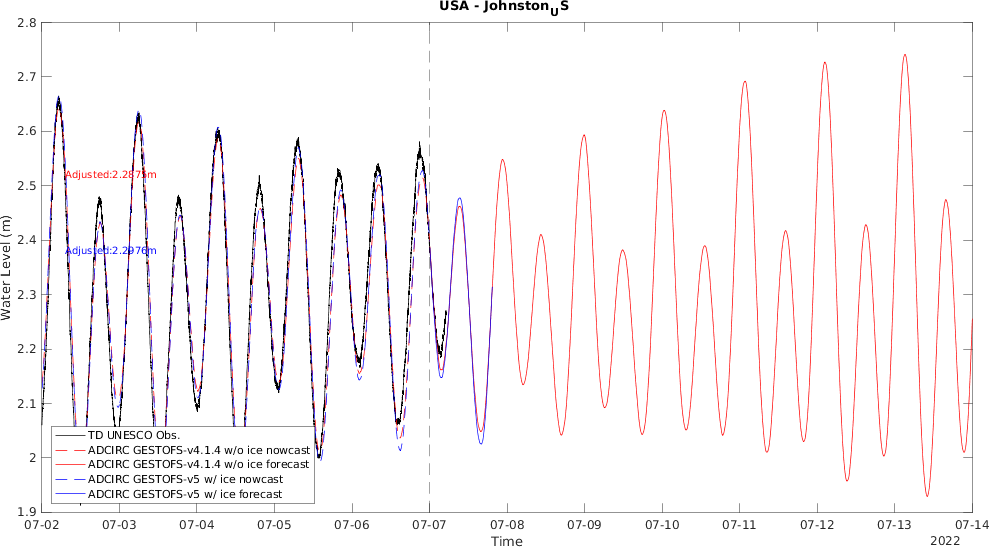 USA - Johnston_US
2.8
2.7
2.6
2.5
2.4
2.3
2.2
2.1
2
1.9
Water Level (m)
Adjusted:2.2875m
Adjusted:2.2976m
TD UNESCO Obs.
ADCIRC GESTOFS-v4.1.4 w/o ice nowcast
ADCIRC GESTOFS-v4.1.4 w/o ice forecast
ADCIRC GESTOFS-v5 w/ ice nowcast
ADCIRC GESTOFS-v5 w/ ice forecast
07-02 07-03 07-04 07-05 07-06 07-07 07-08 07-09 07-10 07-11 07-12 07-13 07-14
Time
2022